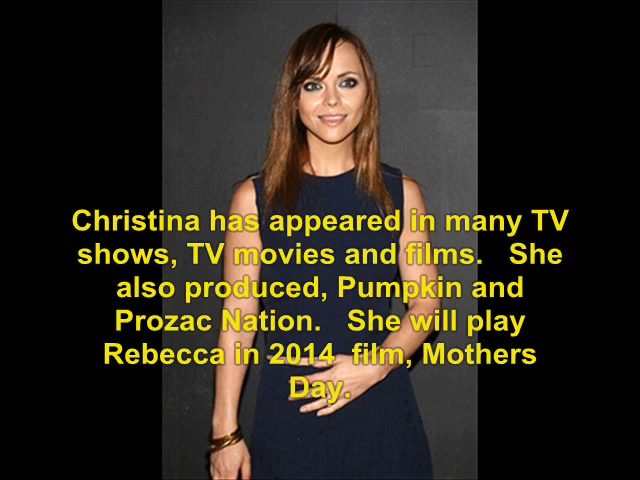 Christina has appeared in many TV
shows, TV movies and films.   She
also produced, Pumpkin and
Prozac Nation.   She will play
Rebecca in 2014  film, Mothers
Day.